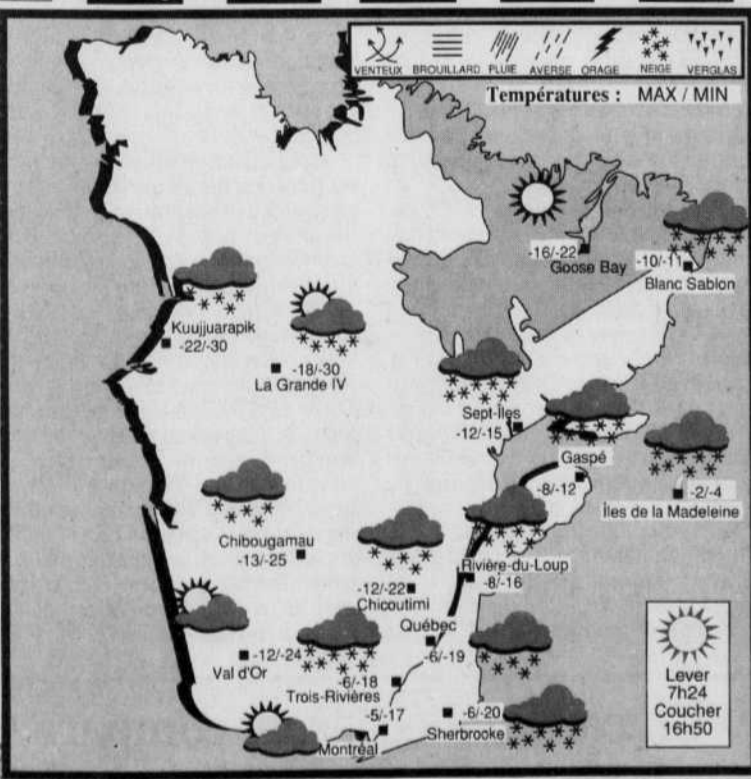 VENTEUX BROUILLARD PLUIE AVERSE ORAGE NEIGE VERGLAS
Températures : MAX / MIN
-16/-22
Goose Bay
-10/-11
Blanc Sablon
Kuujjuarapik
-22/-30
-18/-30
La Grande IV
Sept-Îles
-12/-15
Gaspé
-8/-12
-2/-4
Îles de la Madeleine
Chibougamau
-13/-25
Rivière-du-Loup
-8/-16
-12/-22
Chicoutimi
Québec
-6/-19
-12/-24
Val d'Or
-6/-18
Trois-Rivières
-5/-17
Montréal
-6/-20
Sherbrooke
Lever
7h24
Coucher
16h50